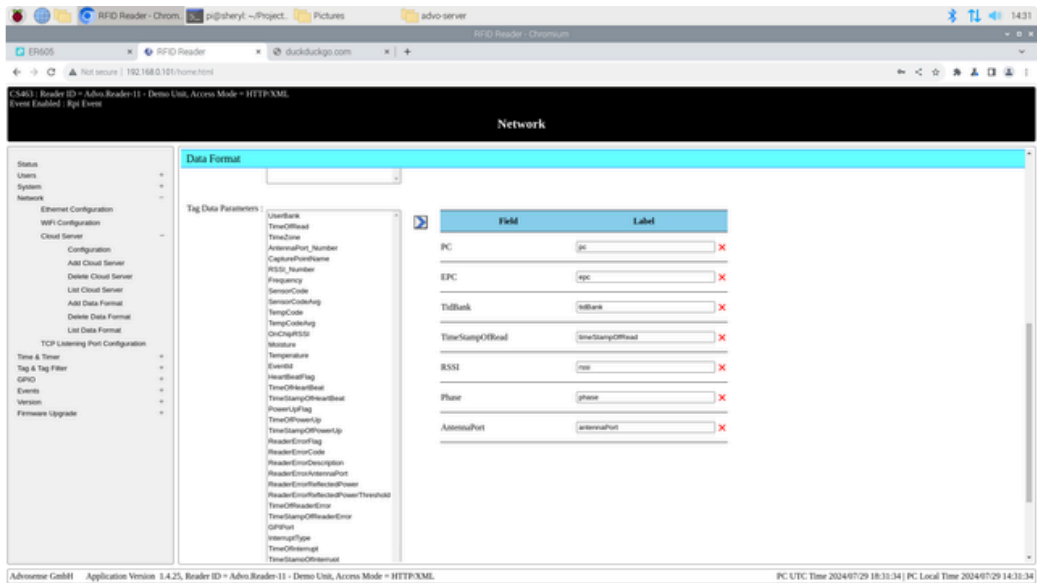 RFID Reader - Chrom.. pi@sheryl: ~/Project.. Pictures advo-server 14:31
RFID Reader - Chromium
ER605 RFID Reader duckduckgo.com
Not secure | 192.168.0.101/home.html
CS463 : Reader ID = Advo.Reader-11 - Demo Unit, Access Mode = HTTP/XML
Event Enabled : Rpi Event
Network
Status
Users
System
Network
Ethernet Configuration
WiFi Configuration
Cloud Server
Configuration
Add Cloud Server
Delete Cloud Server
List Cloud Server
Add Data Format
Delete Data Format
List Data Format
TCP Listening Port Configuration
Time & Timer
Tag & Tag Filter
GPIO
Events
Version
Firmware Upgrade
Data Format
Tag Data Parameters :
UserBank
TimeOfRead
TimeZone
AntennaPort_Number
CapturePointName
RSSI_Number
Frequency
SensorCode
SensorCodeAvg
TempCode
TempCodeAvg
OnChipRSSI
Moisture
Temperature
EventId
HeartBeatFlag
TimeOfHeartBeat
TimeStampOfHeartBeat
PowerUpFlag
TimeOfPowerUp
TimeStampOfPowerUp
ReaderErrorFlag
ReaderErrorCode
ReaderErrorDescription
ReaderErrorAntennaPort
ReaderErrorReflectedPower
ReaderErrorReflectedPowerThreshold
TimeOfReaderError
TimeStampOfReaderError
GPIPort
InterruptType
TimeOfInterrupt
TimeStampOfInterrupt
Field Label
PC pc
EPC epc
TidBank tidBank
TimeStampOfRead timeStampOfRead
RSSI rssi
Phase phase
AntennaPort antennaPort
Advosense GmbH Application Version 1.4.25, Reader ID = Advo.Reader-11 - Demo Unit, Access Mode = HTTP/XML. PC UTC Time 2024/07/29 18:31:34 | PC Local Time 2024/07/29 14:31:34